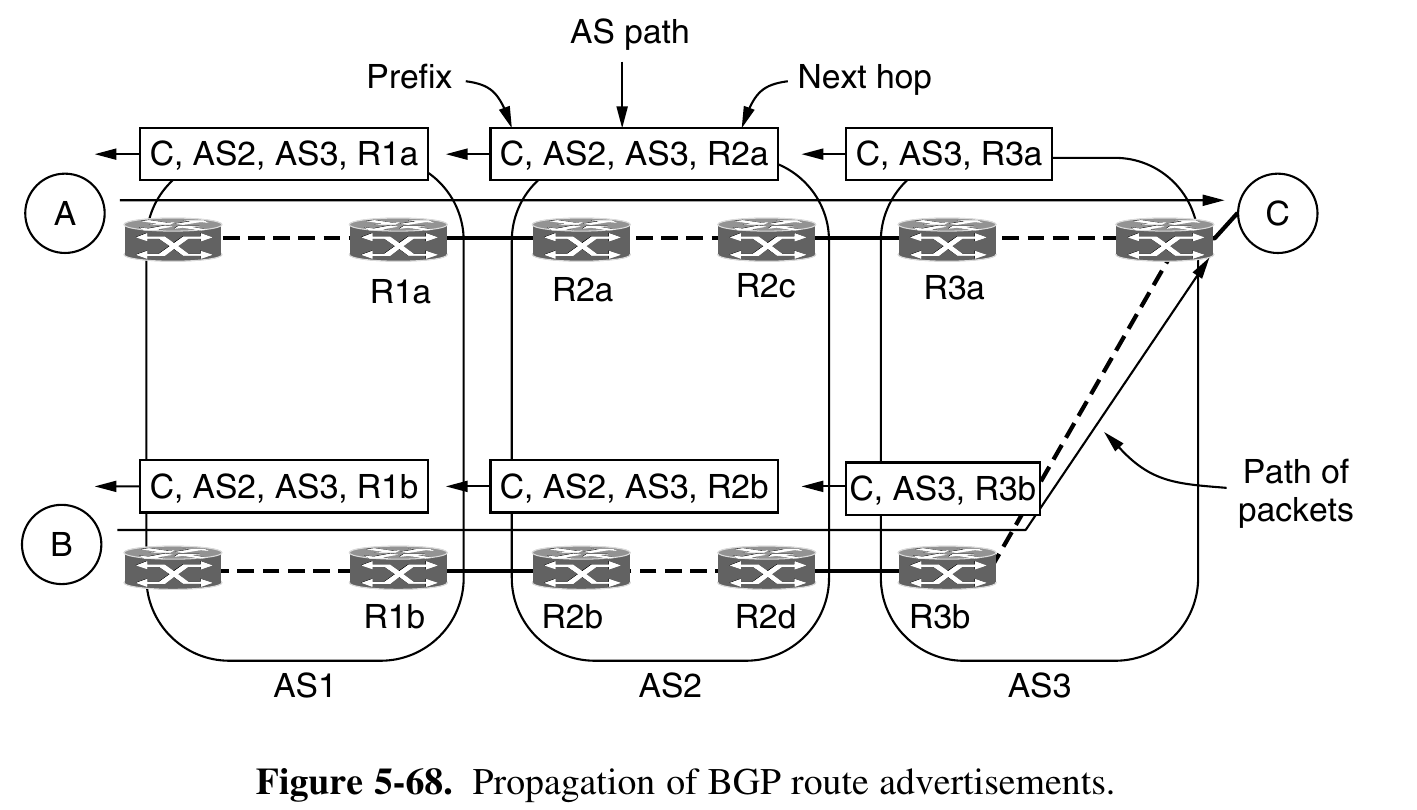 AS path
Prefix
Next hop
C, AS2, AS3, R1a
C, AS2, AS3, R2a
C, AS3, R3a
A
C
R1a
R2a
R2c
R3a
C, AS2, AS3, R1b
C, AS2, AS3, R2b
C, AS3, R3b
Path of
packets
B
R1b
R2b
R2d
R3b
AS1
AS2
AS3
Figure 5-68. Propagation of BGP route advertisements.